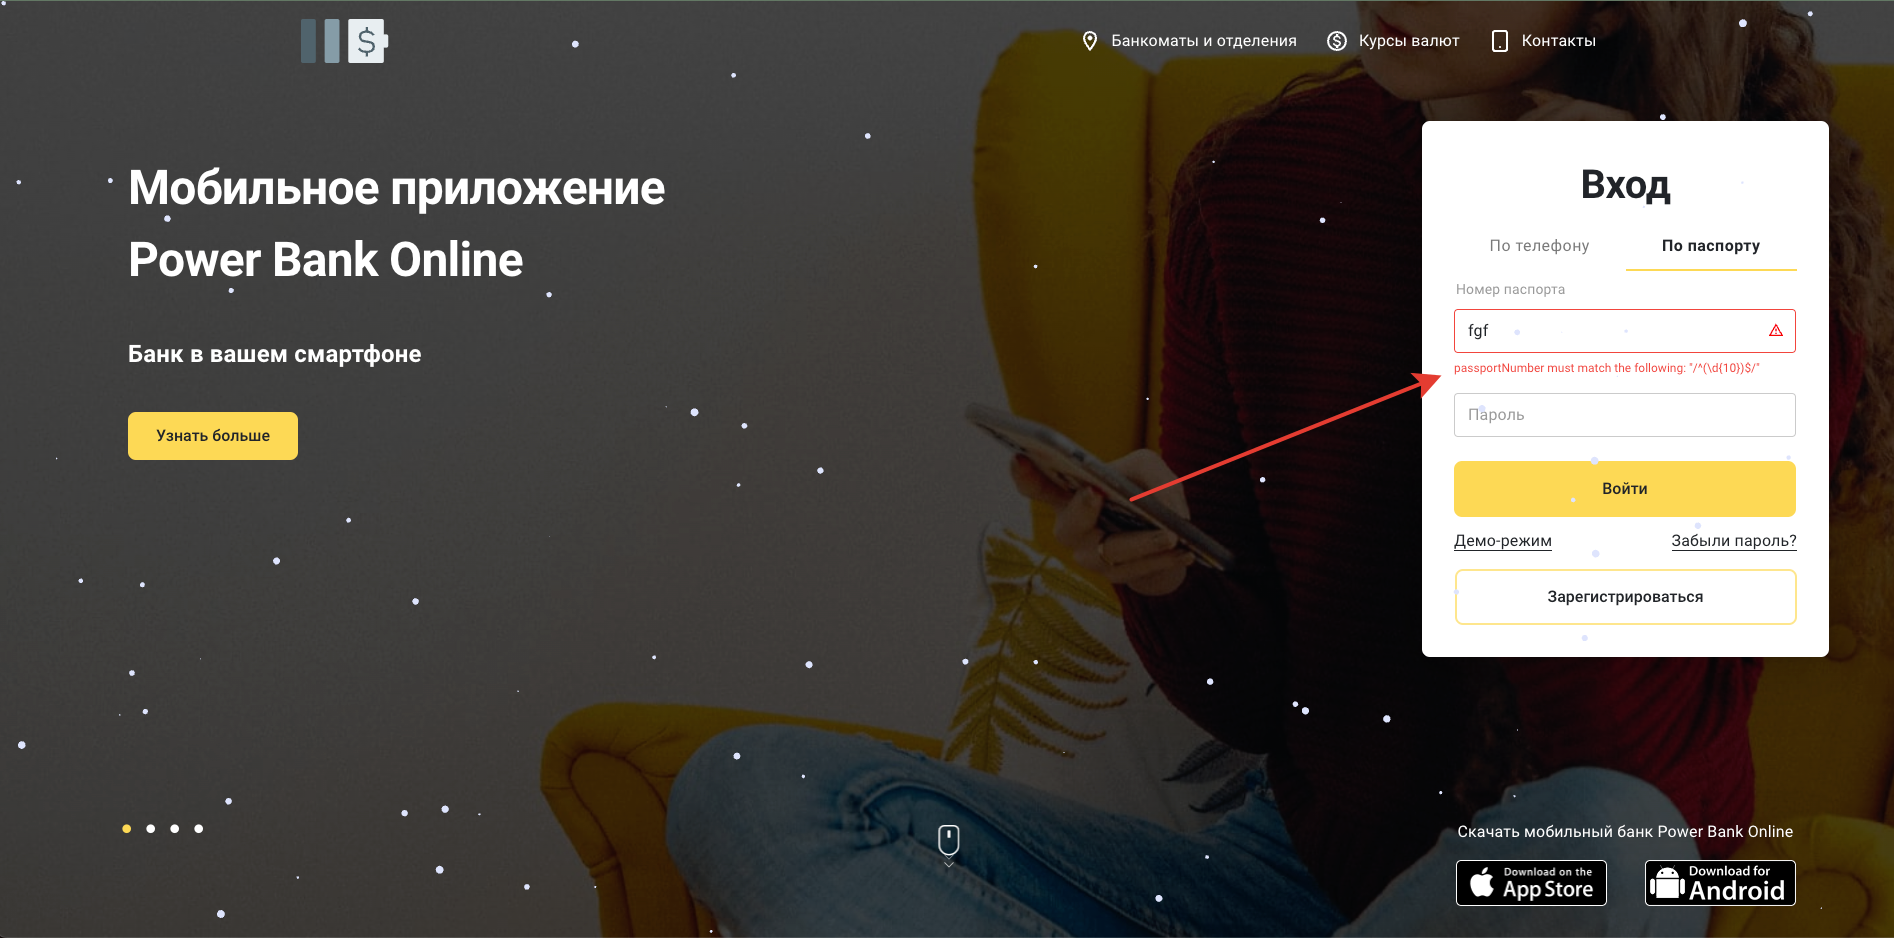 $
Банкоматы и отделения
Курсы валют
Контакты
Мобильное приложение
Power Bank Online
Банк в вашем смартфоне
Узнать больше
Вход
По телефону
По паспорту
Номер паспорта
fgf
passportNumber must match the following: "/^(\d{10})$/"
Пароль
Войти
Демо-режим
Забыли пароль?
Зарегистрироваться
Скачать мобильный банк Power Bank Online
Download on the
App Store
Download for
Android